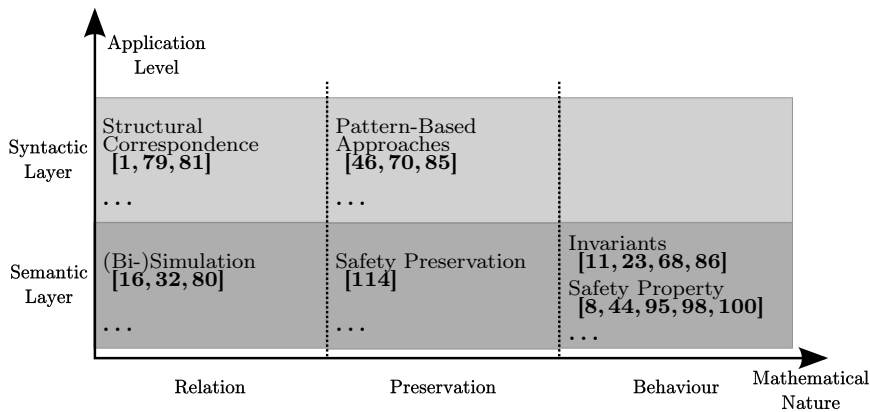 Application
Level
Syntactic
Layer
Structural
Correspondence
[1, 79, 81]
...
Pattern-Based
Approaches
[46, 70, 85]
...
Semantic
Layer
(Bi-)Simulation
[16, 32, 80]
...
Safety Preservation
[114]
...
Invariants
[11, 23, 68, 86]
Safety Property
[8, 44, 95, 98, 100]
...
Relation
Preservation
Behaviour
Mathematical
Nature